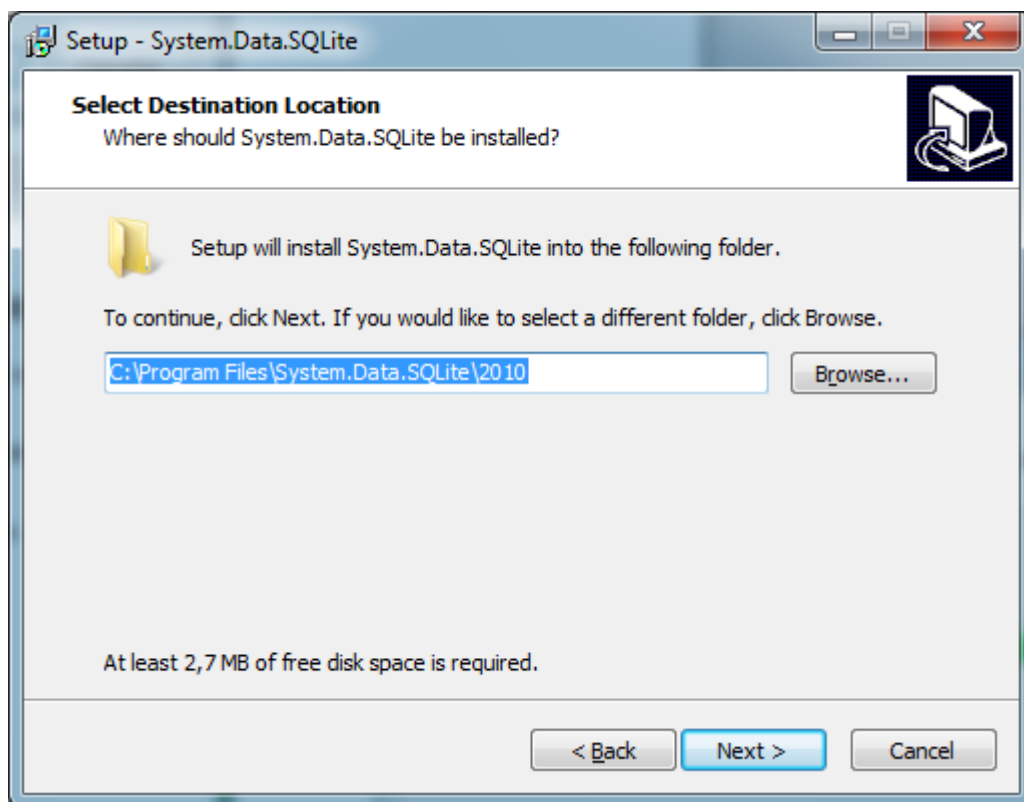 Setup - System.Data.SQLite
Select Destination Location
Where should System.Data.SQLite be installed?
Setup will install System.Data.SQLite into the following folder.
To continue, click Next. If you would like to select a different folder, click Browse.
C:\Program Files\System.Data.SQLite\2010
Browse...
At least 2,7 MB of free disk space is required.
< Back
Next >
Cancel